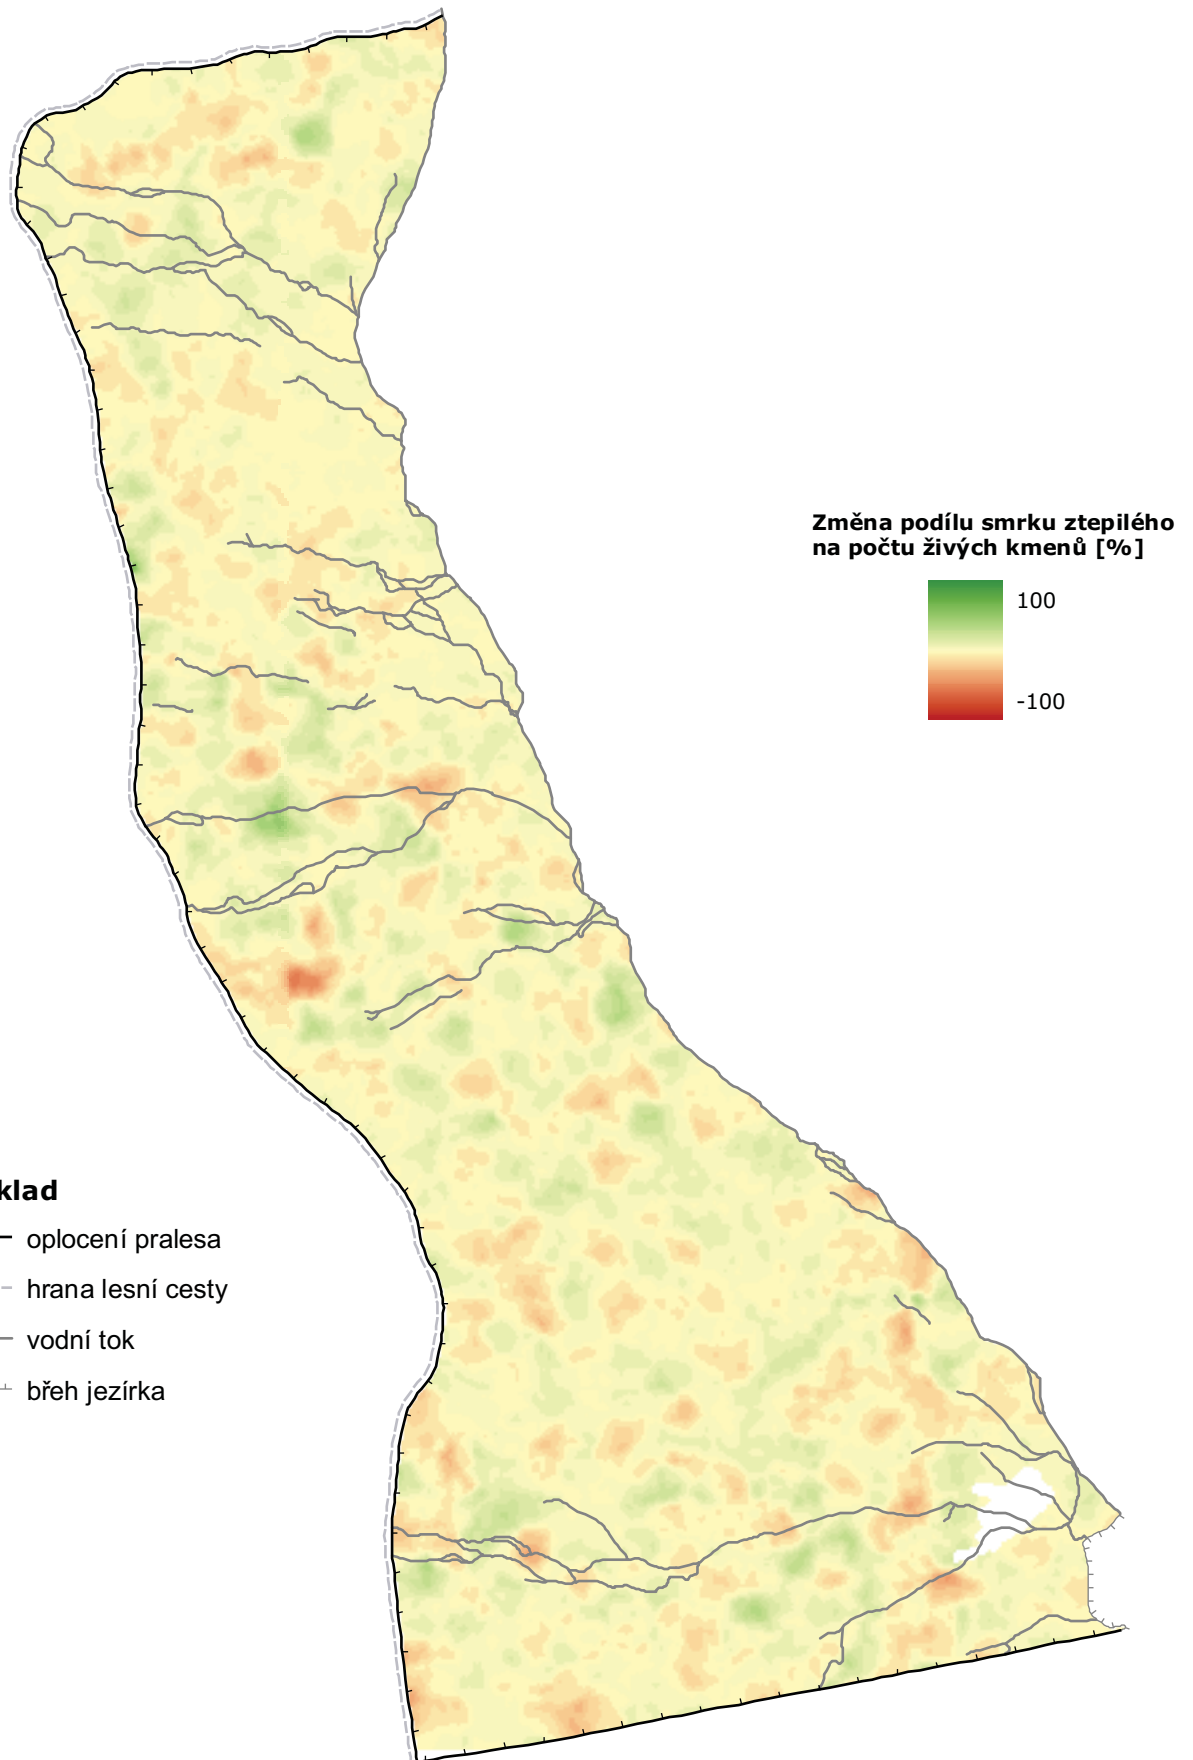 Změna podílu smrku ztepilého
na počtu živých kmenů [%]
100
-100
klad
oplocení pralesa
hrana lesní cesty
vodní tok
břeh jezírka